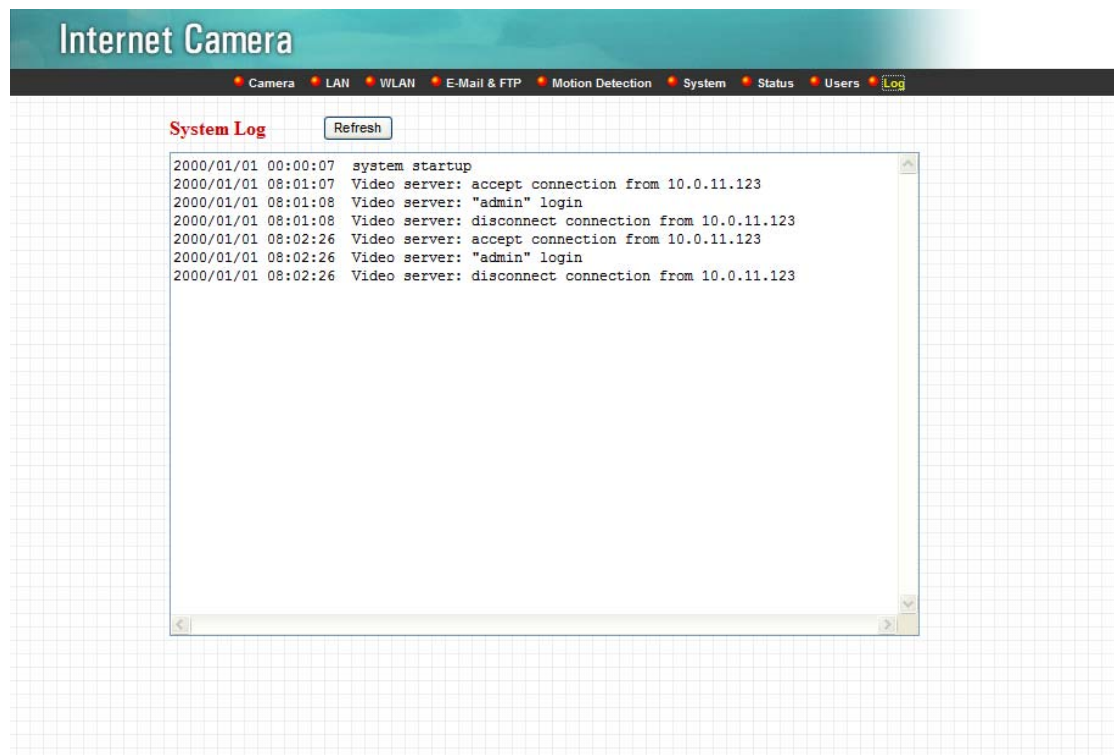 Internet Camera
Camera LAN WLAN E-Mail & FTP Motion Detection System Status Users Log
System Log Refresh
2000/01/01 00:00:07 system startup
2000/01/01 08:01:07 Video server: accept connection from 10.0.11.123
2000/01/01 08:01:08 Video server: "admin" login
2000/01/01 08:01:08 Video server: disconnect connection from 10.0.11.123
2000/01/01 08:02:26 Video server: accept connection from 10.0.11.123
2000/01/01 08:02:26 Video server: "admin" login
2000/01/01 08:02:26 Video server: disconnect connection from 10.0.11.123